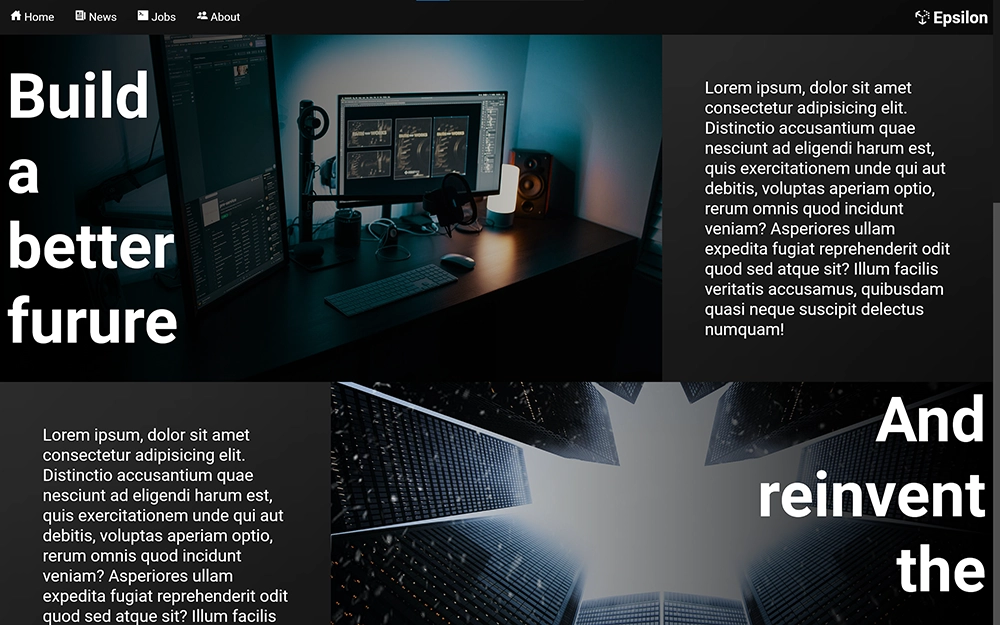 Home News Jobs About Epsilon
Build
a
better
furure
Lorem ipsum, dolor sit amet
consectetur adipisicing elit.
Distinctio accusantium quae
nesciunt ad eligendi harum est,
quis exercitationem unde qui aut
debitis, voluptas aperiam optio,
rerum omnis quod incidunt
veniam? Asperiores ullam
expedita fugiat reprehenderit odit
quod sed atque sit? Illum facilis
veritatis accusamus, quibusdam
quasi neque suscipit delectus
numquam!
Lorem ipsum, dolor sit amet
consectetur adipisicing elit.
Distinctio accusantium quae
nesciunt ad eligendi harum est,
quis exercitationem unde qui aut
debitis, voluptas aperiam optio,
rerum omnis quod incidunt
veniam? Asperiores ullam
expedita fugiat reprehenderit odit
quod sed atque sit? Illum facilis
And
reinvent
the